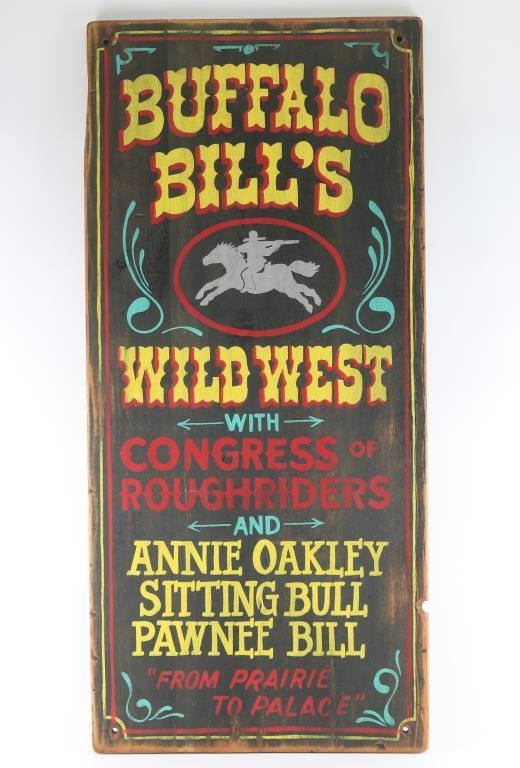 BUFFALO
BILL'S
WILD WEST
WITH
CONGRESS OF
ROUGHRIDERS
AND
ANNIE OAKLEY
SITTING BULL
PAWNEE BILL
"FROM PRAIRIE
TO PALACE"